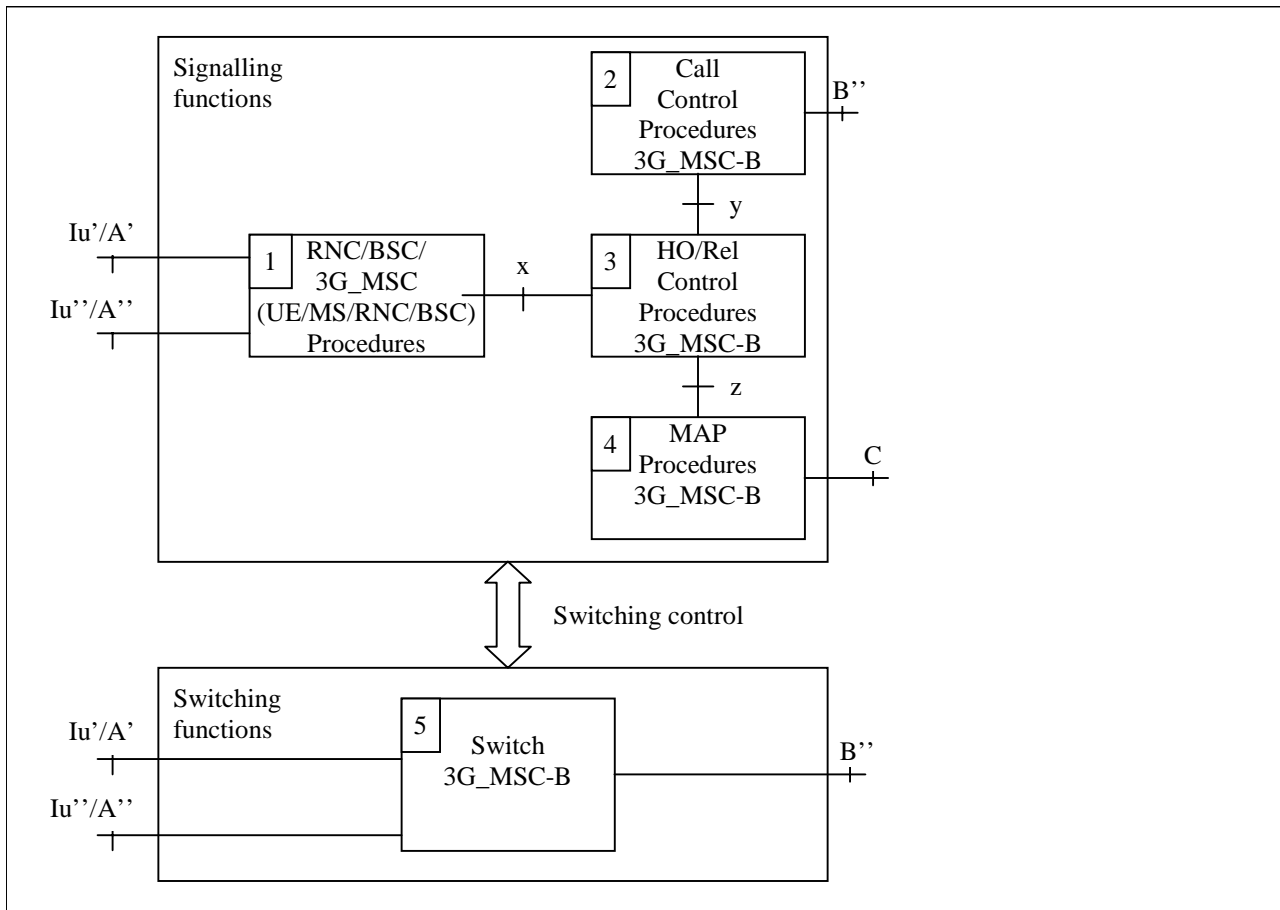 Signalling
functions
2
Call
Control
Procedures
3G_MSC-B
B’’
y
Iu’/A'
Iu’’/A’’
1
RNC/BSC/
3G_MSC
(UE/MS/RNC/BSC)
Procedures
x
3
HO/Rel
Control
Procedures
3G_MSC-B
z
4
MAP
Procedures
3G_MSC-B
C
Switching control
Switching
functions
Iu’/A'
Iu’’/A’’
5
Switch
3G_MSC-B
B’’